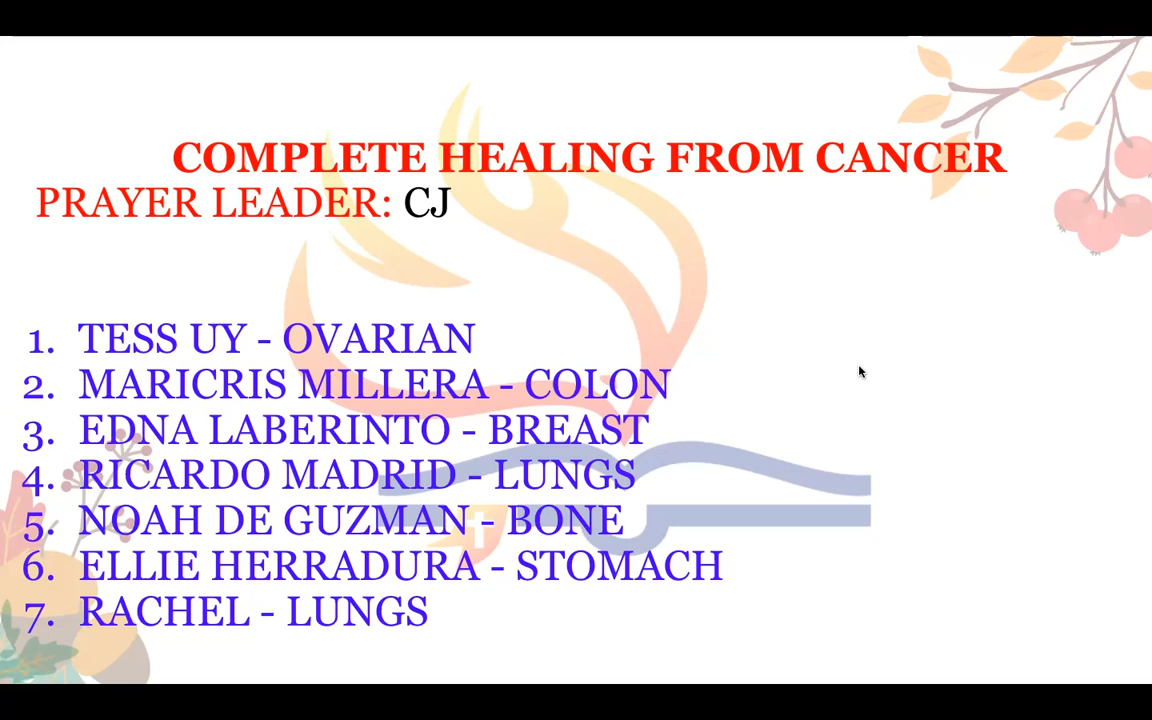 COMPLETE HEALING FROM CANCER
PRAYER LEADER: CJ
1. TESS UY - OVARIAN
2. MARICRIS MILLERA - COLON
3. EDNA LABERINTO - BREAST
4. RICARDO MADRID - LUNGS
5. NOAH DE GUZMAN - BONE
6. ELLIE HERRADURA - STOMACH
7. RACHEL - LUNGS